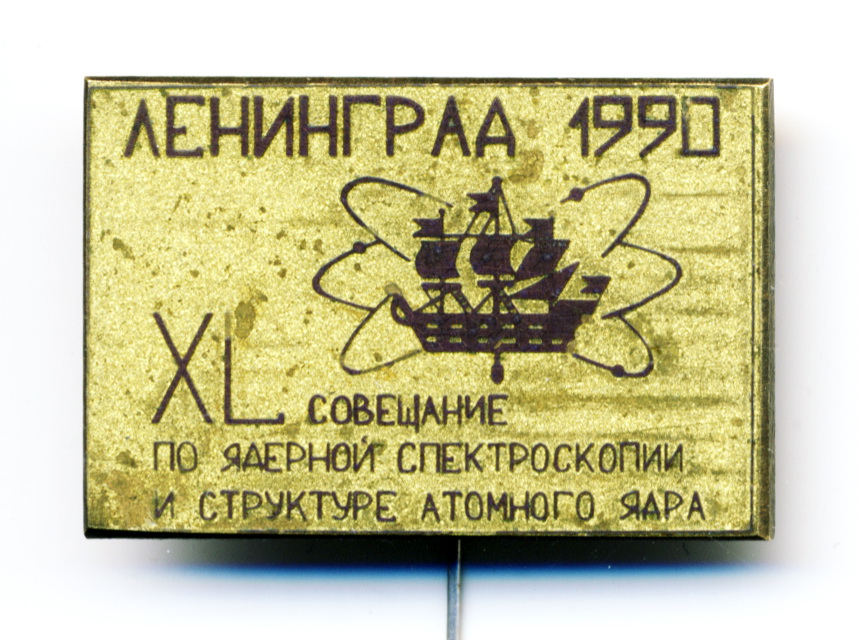 ЛЕНИНГРАД 1990
XL СОВЕЩАНИЕ
ПО ЯДЕРНОЙ СПЕКТРОСКОПИИ
И СТРУКТУРЕ АТОМНОГО ЯДРА